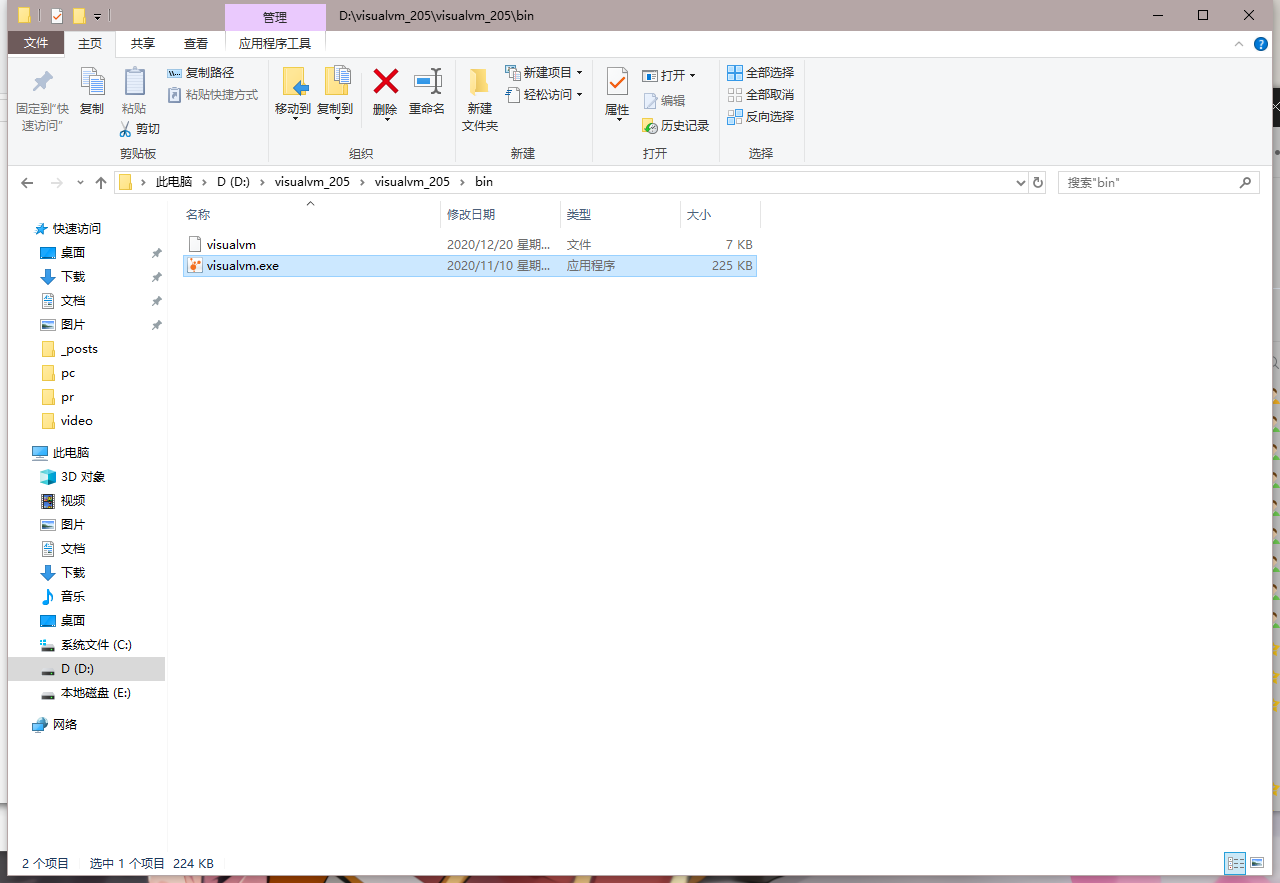 管理
D:\visualvm_205\visualvm_205\bin
文件
主页
共享
查看
应用程序工具
固定到"快速访问"
复制
粘贴
复制路径
粘贴快捷方式
剪切
剪贴板
移动到
复制到
删除
重命名
组织
新建
文件夹
新建项目
轻松访问
新建
属性
打开
编辑
历史记录
打开
全部选择
全部取消
反向选择
选择
此电脑 > D (D:) > visualvm_205 > visualvm_205 > bin
搜索"bin"
名称 修改日期 类型 大小
visualvm 2020/12/20 星期... 文件 7 KB
visualvm.exe 2020/11/10 星期... 应用程序 225 KB
快速访问
桌面
下载
文档
图片
_posts
pc
pr
video
此电脑
3D 对象
视频
图片
文档
下载
音乐
桌面
系统文件 (C:)
D (D:)
本地磁盘 (E:)
网络
2 个项目 选中 1 个项目 224 KB